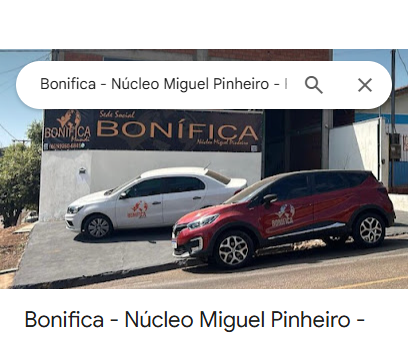 Bonifica - Núcleo Miguel Pinheiro -
Sede Social
BONÍFICA
BONÍFICA
Núcleo Miguel Pinheiro
Bonifica - Núcleo Miguel Pinheiro -